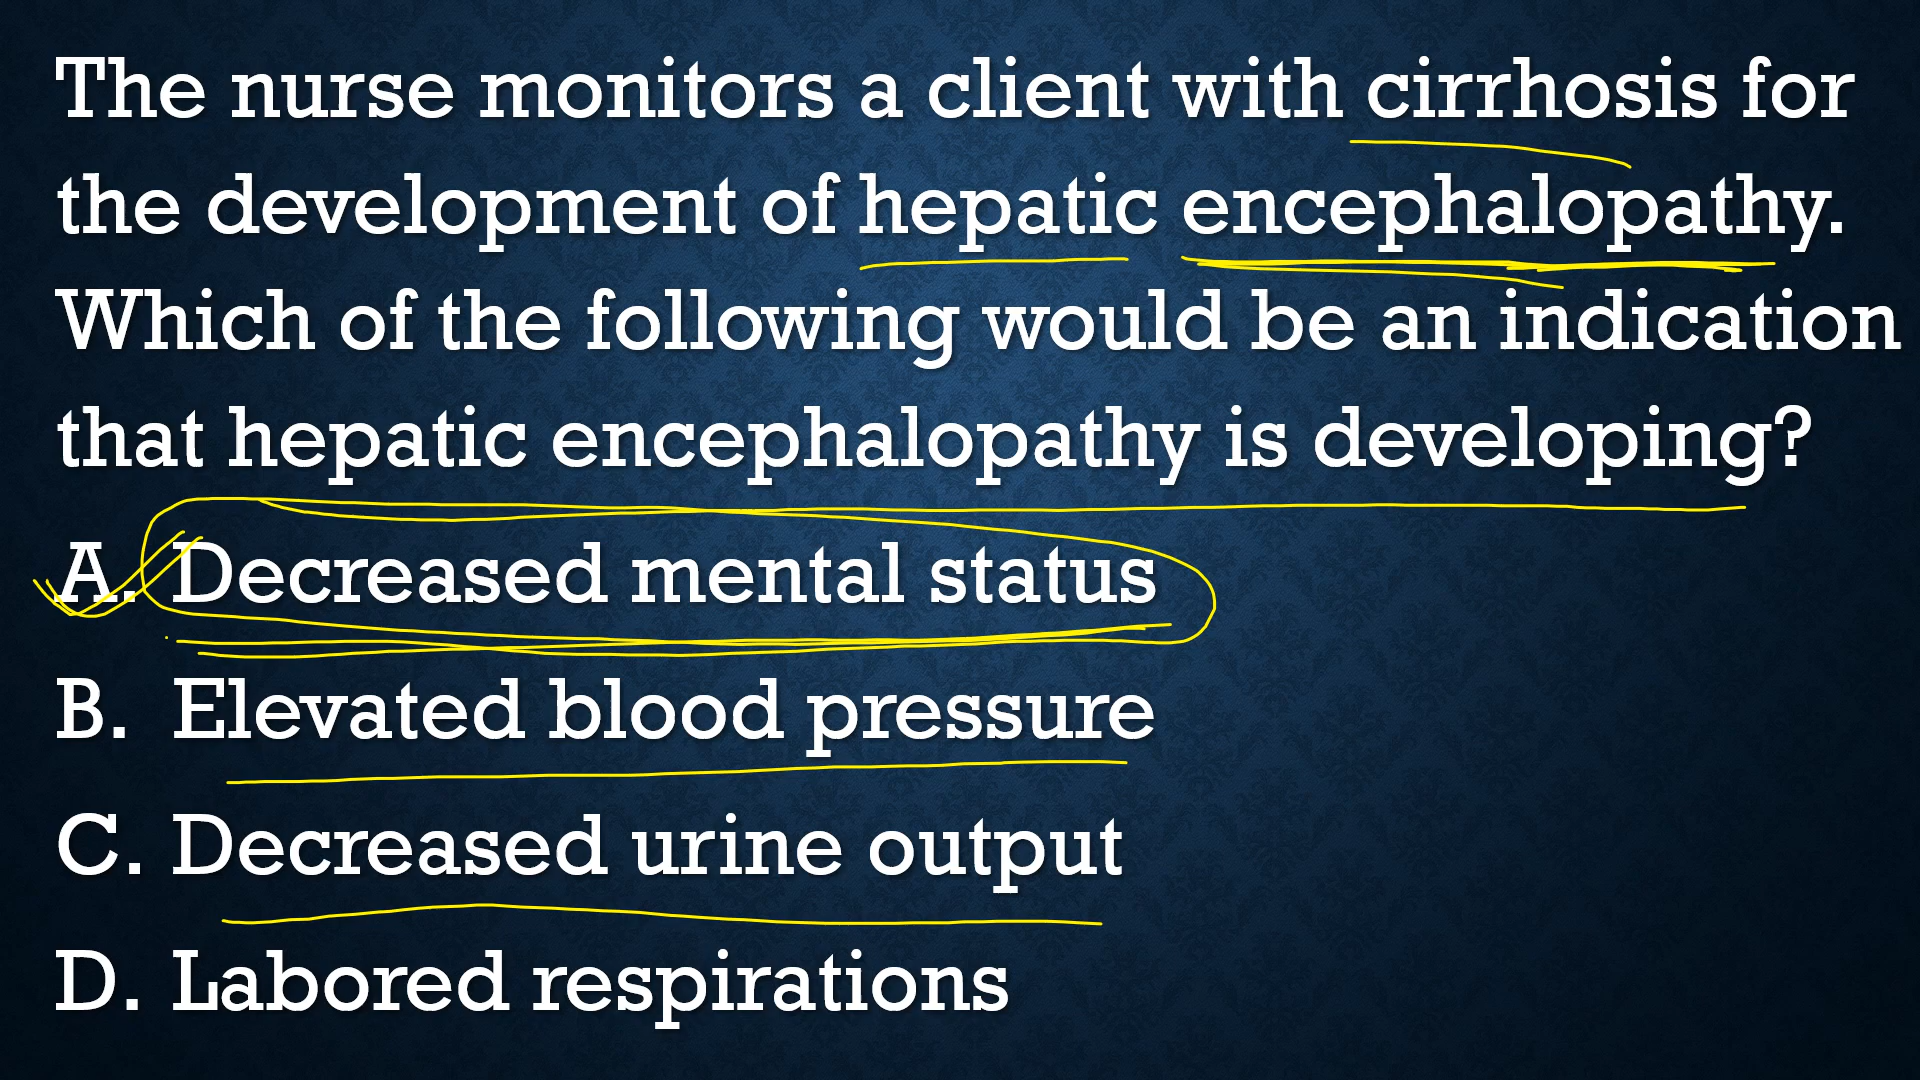 The nurse monitors a client with cirrhosis for
the development of hepatic encephalopathy.
Which of the following would be an indication
that hepatic encephalopathy is developing?
A. Decreased mental status
B. Elevated blood pressure
C. Decreased urine output
D. Labored respirations